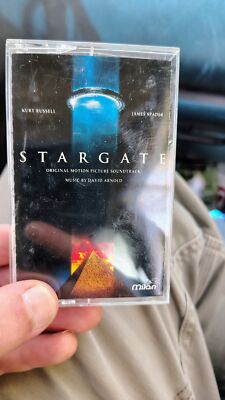 KURT RUSSELL JAMES SPADER
STARGATE
ORIGINAL MOTION PICTURE SOUNDTRACK
MUSIC BY DAVID ARNOLD
milan